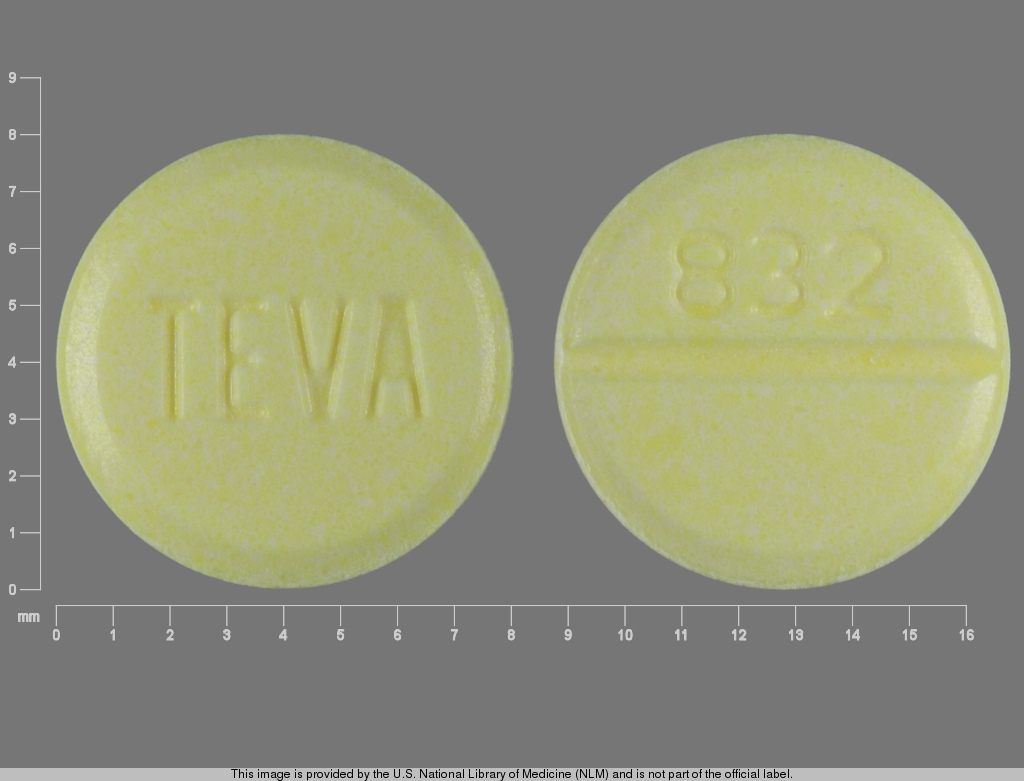 9
8
7
6
5
4
3
2
1
0
mm
TEVA
832
0 1 2 3 4 5 6 7 8 9 10 11 12 13 14 15 16
This image is provided by the U.S. National Library of Medicine (NLM) and is not part of the official label.